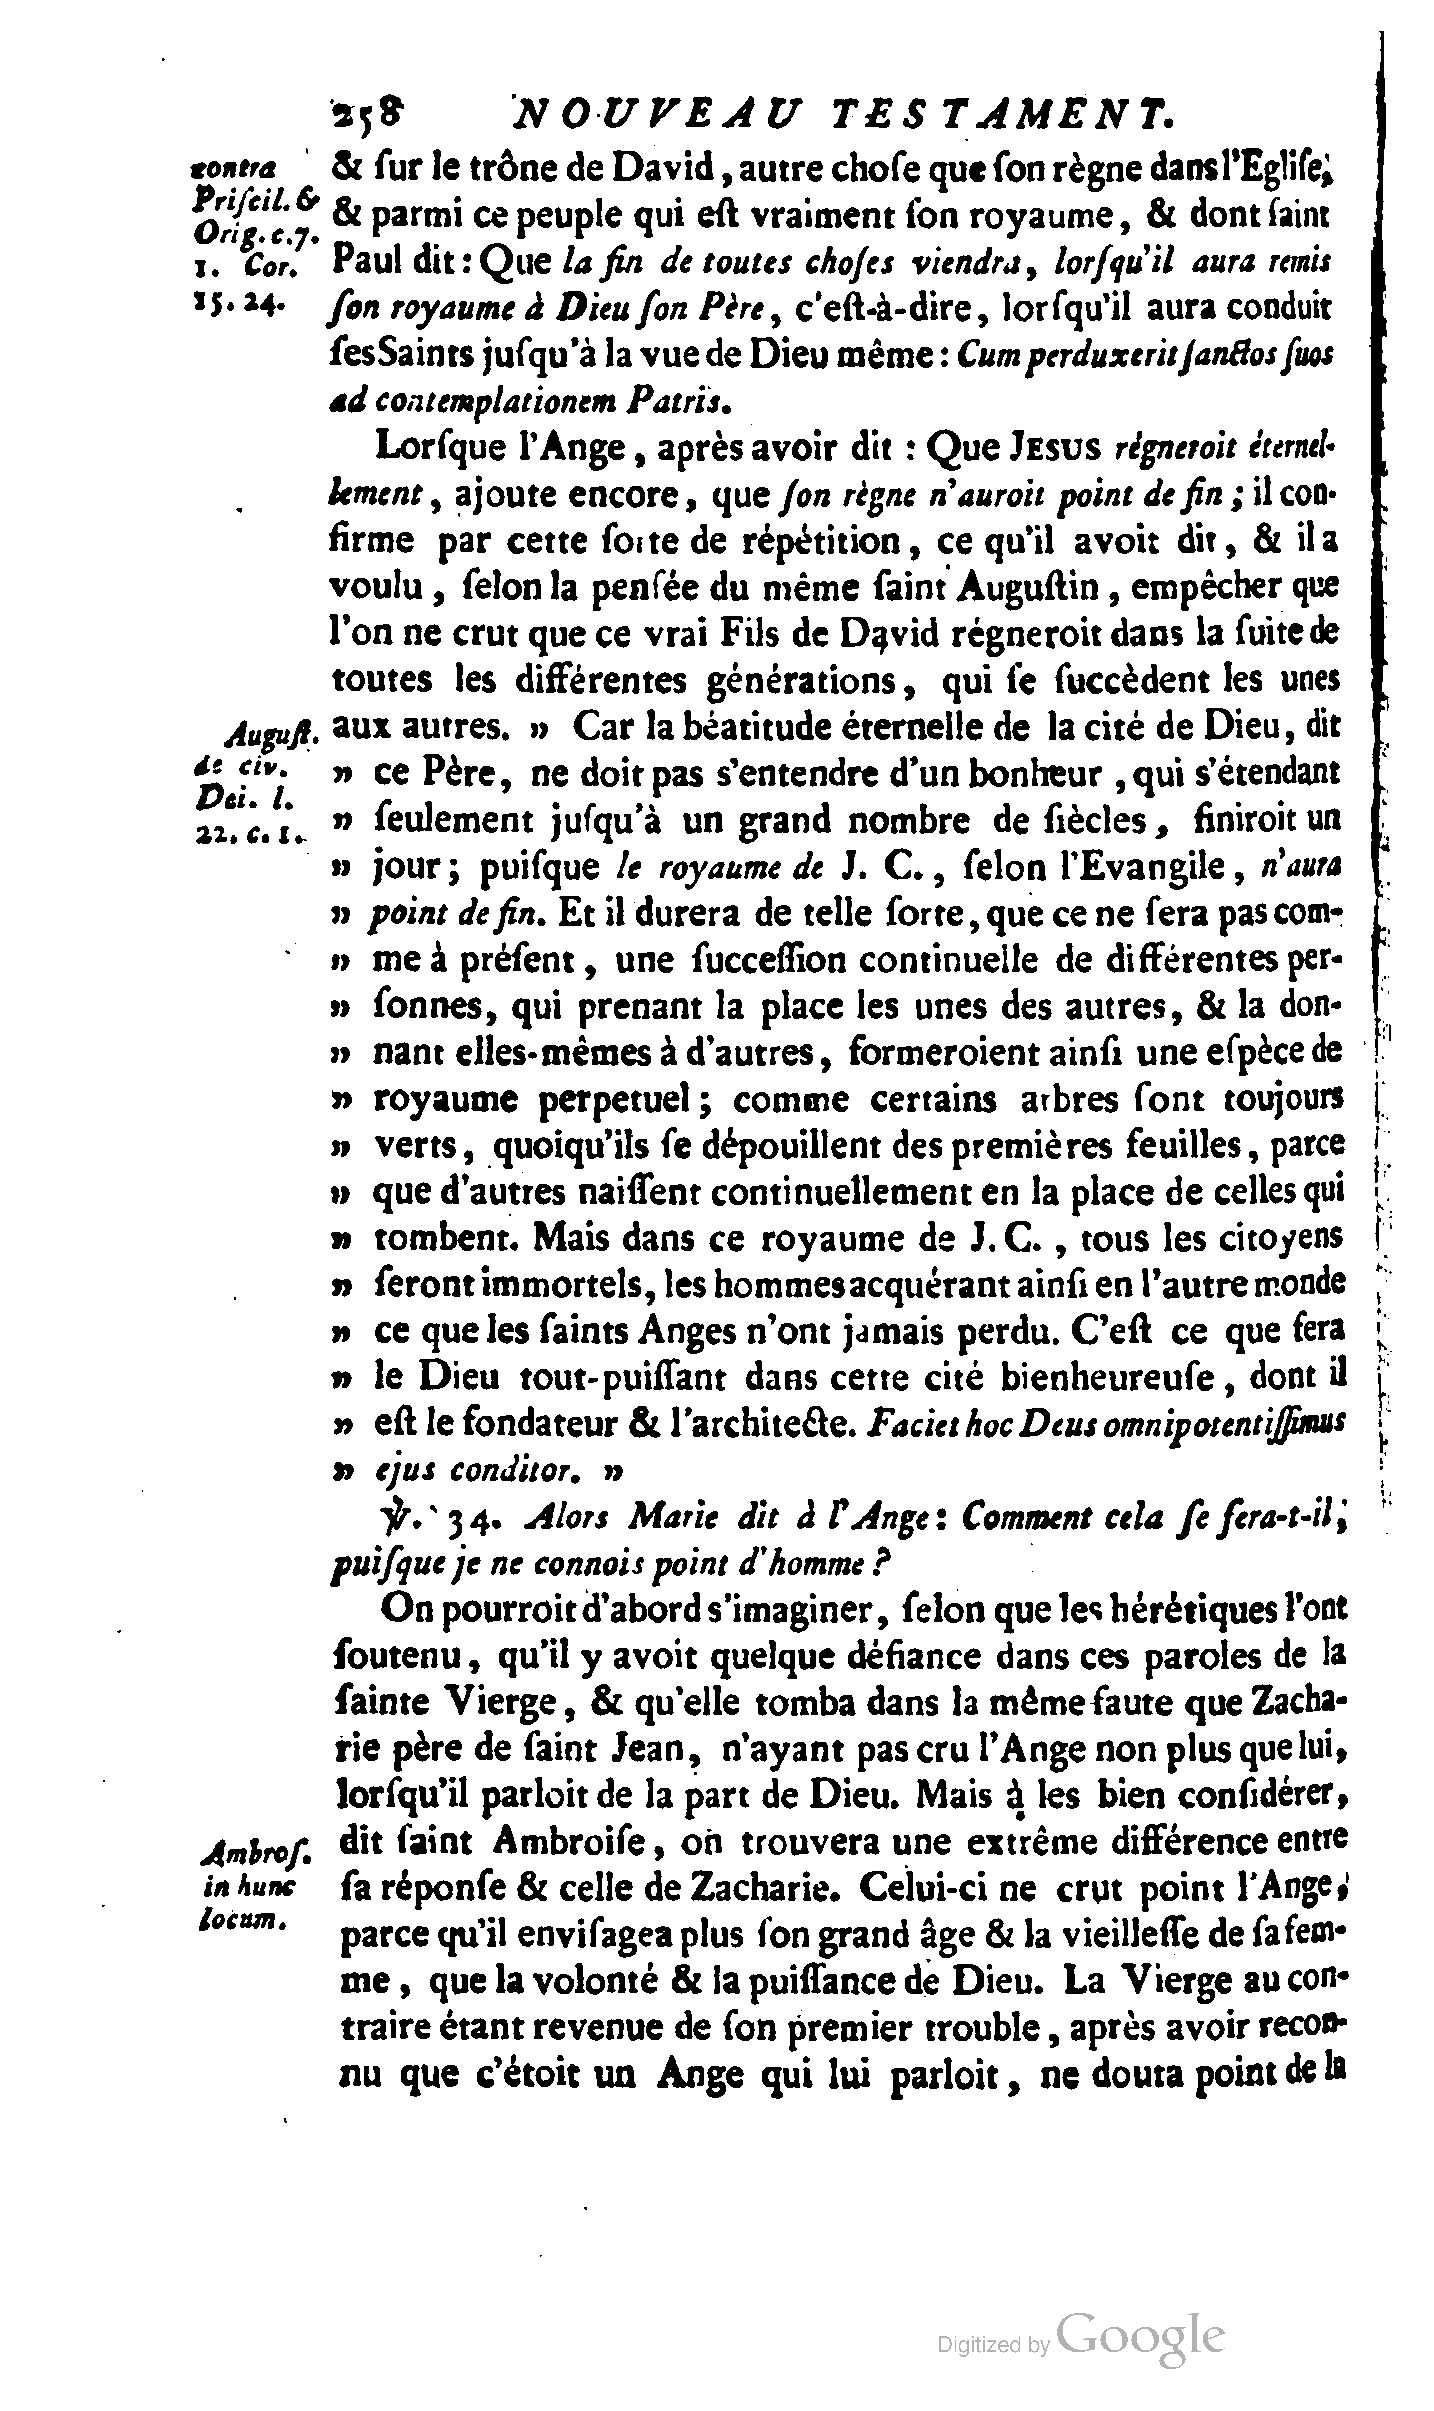 258 NOUVEAU TESTAMENT.
contra
Priſcil. &
Orig. c. 7.
1. Cor.
15. 24.
& ſur le trône de David, autre choſe que ſon règne dans l'Egliſe,
& parmi ce peuple qui eſt vraiment ſon royaume, & dont ſaint
Paul dit : Que la fin de toutes choſes viendra, lorſqu'il aura remis
ſon royaume à Dieu ſon Père, c'eſt-à-dire, lorſqu'il aura conduit
ſes Saints juſqu'à la vue de Dieu même : Cum perduxerit ſanctos ſuos
ad contemplationem Patris.
Lorſque l'Ange, après avoir dit : Que JESUS régneroit éternel-
lement, ajoute encore, que ſon règne n'auroit point de fin ; il con-
firme par cette ſorte de répétition, ce qu'il avoit dit, & il a
voulu, ſelon la penſée du même ſaint Auguſtin, empêcher que
l'on ne crut que ce vrai Fils de David régneroit dans la ſuite de
toutes les différentes générations, qui ſe ſuccèdent les unes
Auguſt.
de civ.
Dei. l.
22. c. 1.
aux autres. » Car la béatitude éternelle de la cité de Dieu, dit
» ce Père, ne doit pas s'entendre d'un bonheur, qui s'étendant
» ſeulement juſqu'à un grand nombre de ſiècles, finiroit un
» jour ; puiſque le royaume de J. C., ſelon l'Evangile, n'aura
» point de fin. Et il durera de telle ſorte, que ce ne ſera pas com-
» me à préſent, une ſucceſſion continuelle de différentes per-
» ſonnes, qui prenant la place les unes des autres, & la don-
» nant elles-mêmes à d'autres, formeroient ainſi une eſpèce de
» royaume perpetuel ; comme certains arbres ſont toujours
» verts, quoiqu'ils ſe dépouillent des premières feuilles, parce
» que d'autres naiſſent continuellement en la place de celles qui
» tombent. Mais dans ce royaume de J. C., tous les citoyens
» ſeront immortels, les hommes acquérant ainſi en l'autre monde
» ce que les ſaints Anges n'ont jamais perdu. C'eſt ce que fera
» le Dieu tout-puiſſant dans cette cité bienheureuſe, dont il
» eſt le fondateur & l'architecte. Faciet hoc Deus omnipotentiſſimus
» ejus conditor. »
℣. 34. Alors Marie dit à l'Ange : Comment cela ſe fera-t-il,
puiſque je ne connois point d'homme ?
On pourroit d'abord s'imaginer, ſelon que les hérétiques l'ont
ſoutenu, qu'il y avoit quelque défiance dans ces paroles de la
ſainte Vierge, & qu'elle tomba dans la même faute que Zacha-
rie père de ſaint Jean, n'ayant pas cru l'Ange non plus que lui,
lorſqu'il parloit de la part de Dieu. Mais à les bien conſidérer,
Ambroſ.
in hunc
locum.
dit ſaint Ambroiſe, on trouvera une extrême différence entre
ſa réponſe & celle de Zacharie. Celui-ci ne crut point l'Ange,
parce qu'il enviſagea plus ſon grand âge & la vieilleſſe de ſa fem-
me, que la volonté & la puiſſance de Dieu. La Vierge au con-
traire étant revenue de ſon premier trouble, après avoir recon-
nu que c'étoit un Ange qui lui parloit, ne douta point de la
Digitized by Google